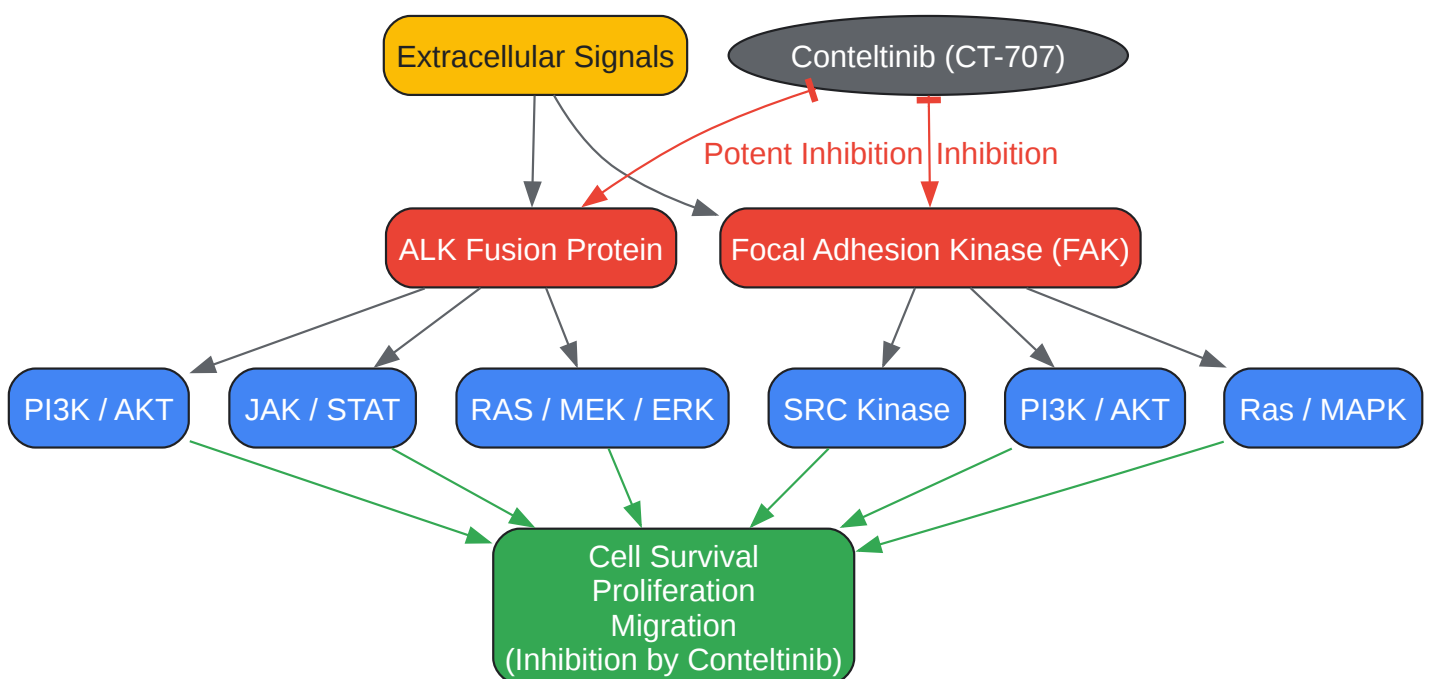 Extracellular Signals
Conteltinib (CT-707)
Potent Inhibition
Inhibition
ALK Fusion Protein
Focal Adhesion Kinase (FAK)
PI3K / AKT
JAK / STAT
RAS / MEK / ERK
SRC Kinase
PI3K / AKT
Ras / MAPK
Cell Survival
Proliferation
Migration
(Inhibition by Conteltinib)